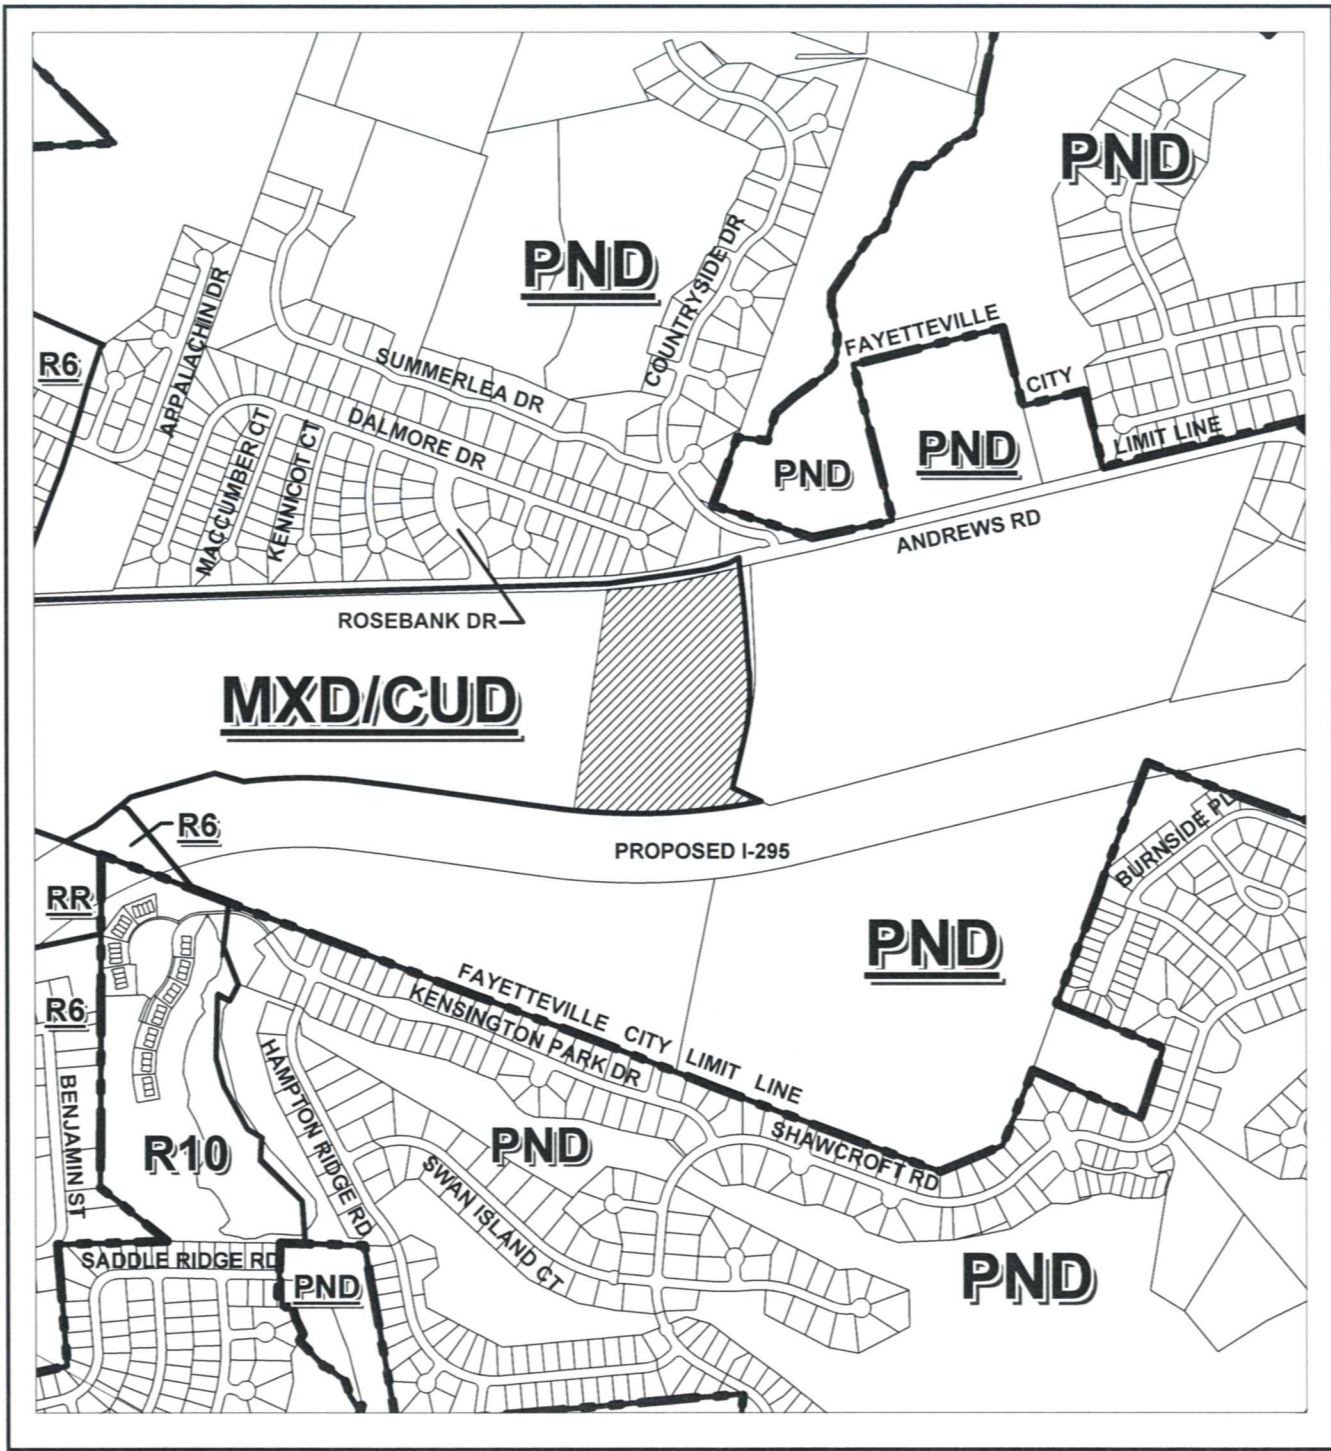 PND
PND
COUNTRYSIDE DR
APPALACHIN DR
FAYETTEVILLE
R6
SUMMERLEA DR
CITY
DALMORE DR
MACCUMBER CT
KENNICOT CT
LIMIT LINE
PND
PND
ANDREWS RD
ROSEBANK DR
MXD/CUD
R6
PROPOSED I-295
BURNSIDE PL
RR
PND
FAYETTEVILLE CITY LIMIT LINE
KENSINGTON PARK DR
R6
HAMPTON RIDGE RD
BENJAMIN ST
R10
PND
SHAWCROFT RD
SWAN ISLAND CT
SADDLE RIDGE RD
PND
PND